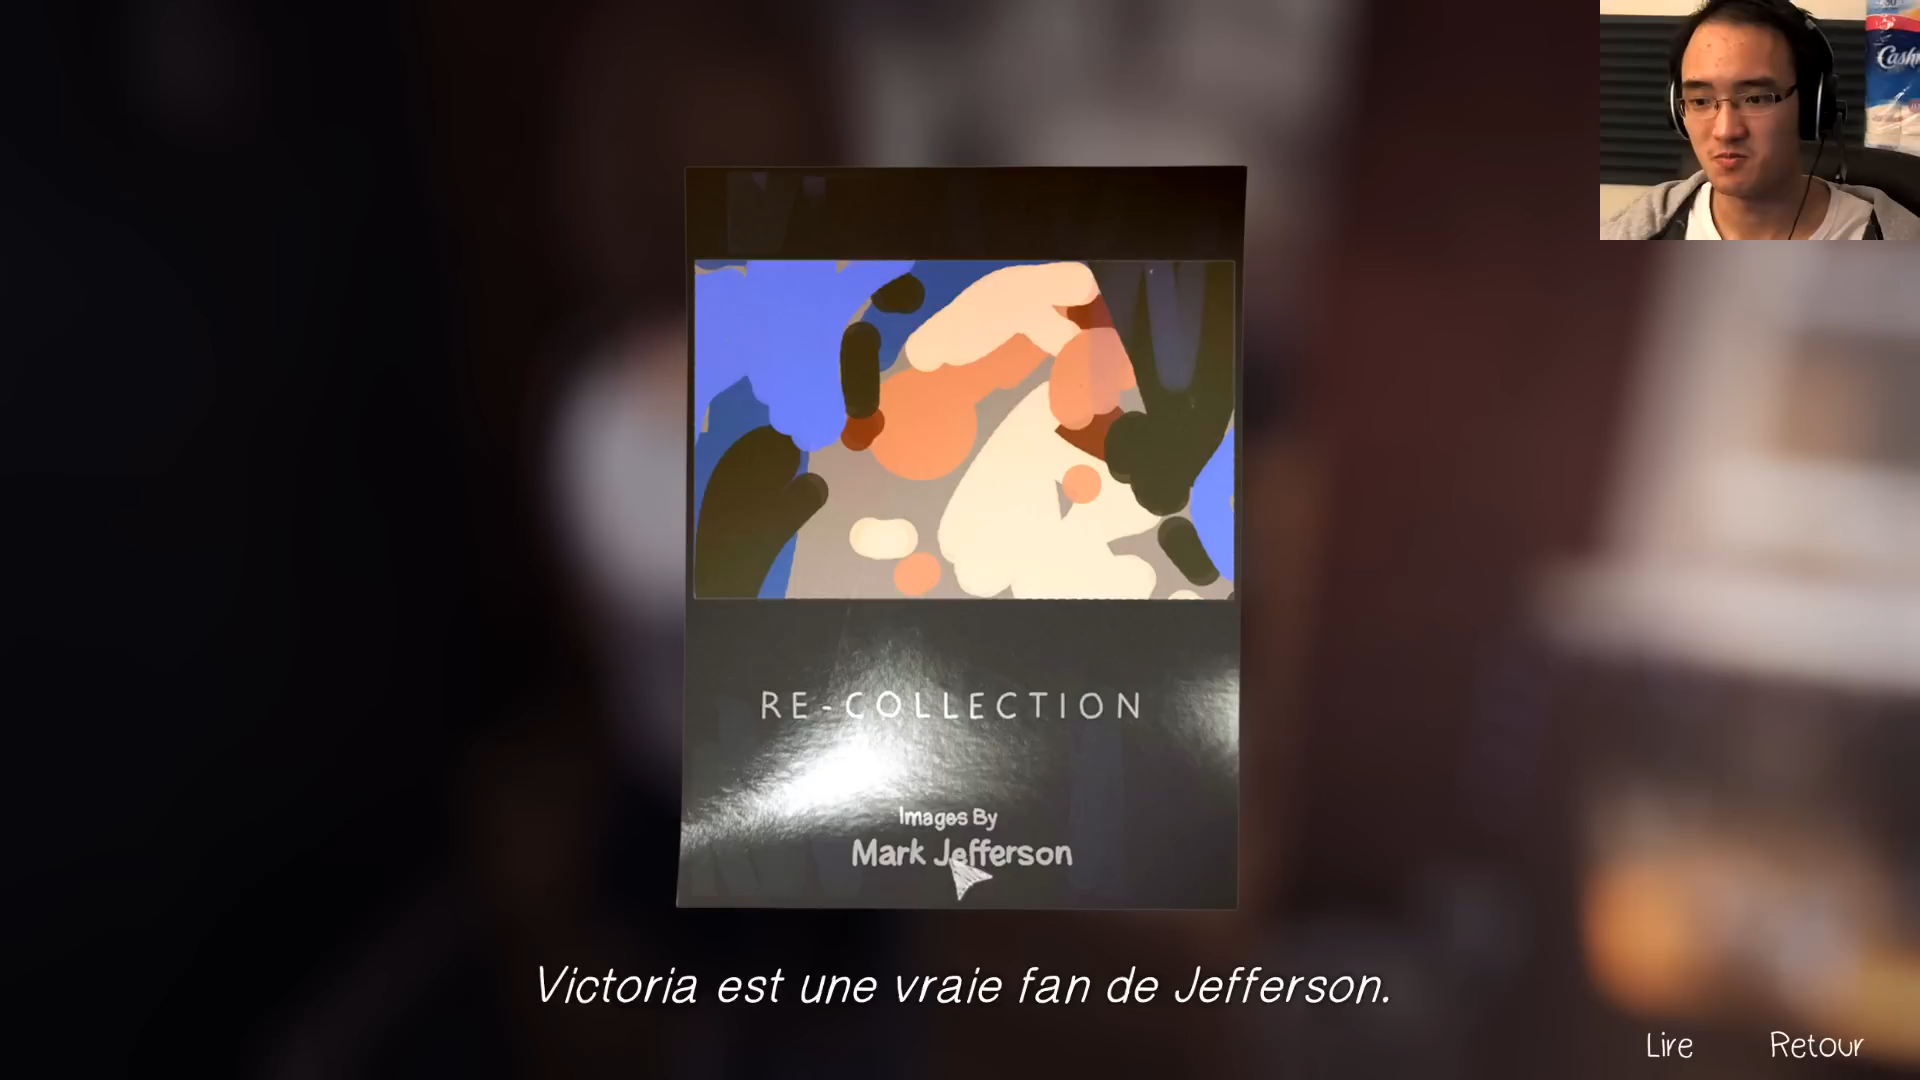 RE-COLLECTION
Images By
Mark Jefferson
Victoria est une vraie fan de Jefferson.
Lire
Retour